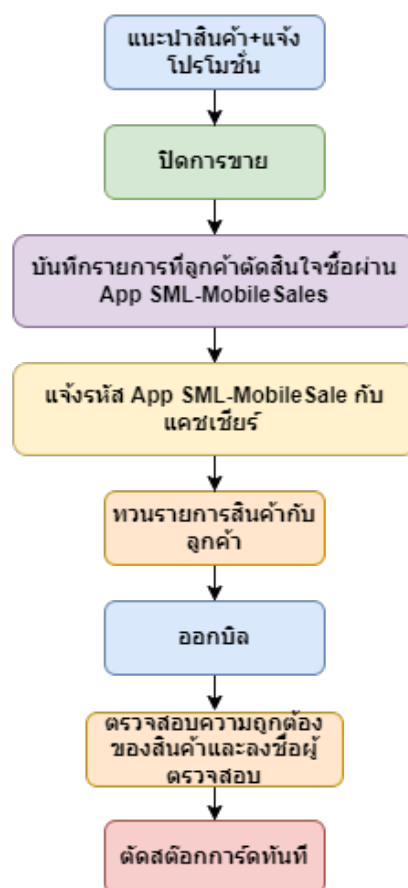 แนะนำสินค้า+แจ้ง
โปรโมชั่น
ปิดการขาย
บันทึกรายการที่ลูกค้าตัดสินใจซื้อผ่าน
App SML-MobileSales
แจ้งรหัส App SML-MobileSale กับ
แคชเชียร์
ทวนรายการสินค้ากับ
ลูกค้า
ออกบิล
ตรวจสอบความถูกต้อง
ของสินค้าและลงชื่อผู้
ตรวจสอบ
ตัดสต๊อกการ์ดทันที